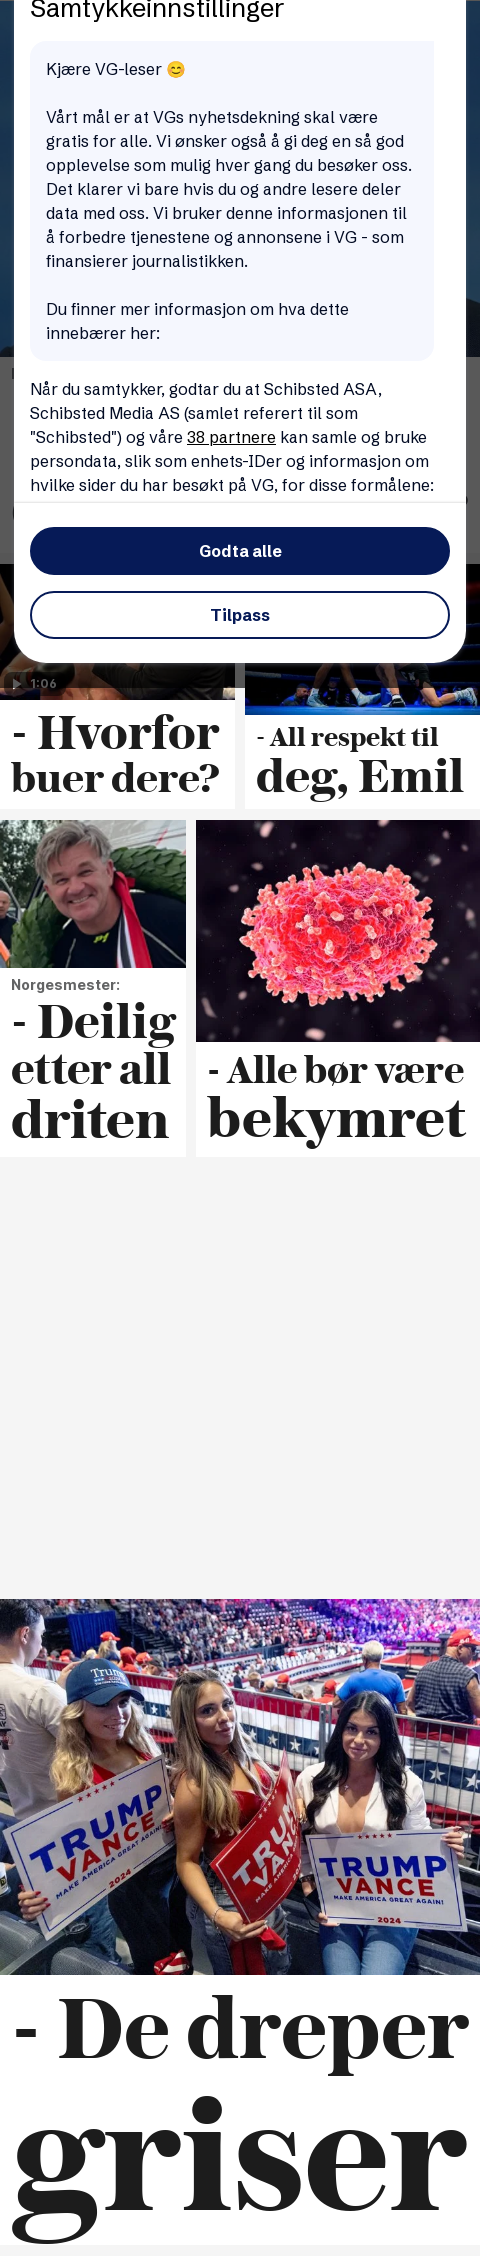 Samtykkeinnstillinger
Kjære VG-leser 😊
Vårt mål er at VGs nyhetsdekning skal være
gratis for alle. Vi ønsker også å gi deg en så god
opplevelse som mulig hver gang du besøker oss.
Det klarer vi bare hvis du og andre lesere deler
data med oss. Vi bruker denne informasjonen til
å forbedre tjenestene og annonsene i VG - som
finansierer journalistikken.
Du finner mer informasjon om hva dette
innebærer her:
Når du samtykker, godtar du at Schibsted ASA,
Schibsted Media AS (samlet referert til som
"Schibsted") og våre 38 partnere kan samle og bruke
persondata, slik som enhets-IDer og informasjon om
hvilke sider du har besøkt på VG, for disse formålene:
Godta alle
Tilpass
1:06
- Hvorfor
buer dere?
- All respekt til
deg, Emil
Norgesmester:
- Deilig
etter all
driten
- Alle bør være
bekymret
Trump
TRUMP
VANCE
MAKE AMERICA GREAT AGAIN!
2024
TRUMP
VANCE
TRUMP
VANCE
MAKE AMERICA GREAT AGAIN!
2024
- De dreper
griser